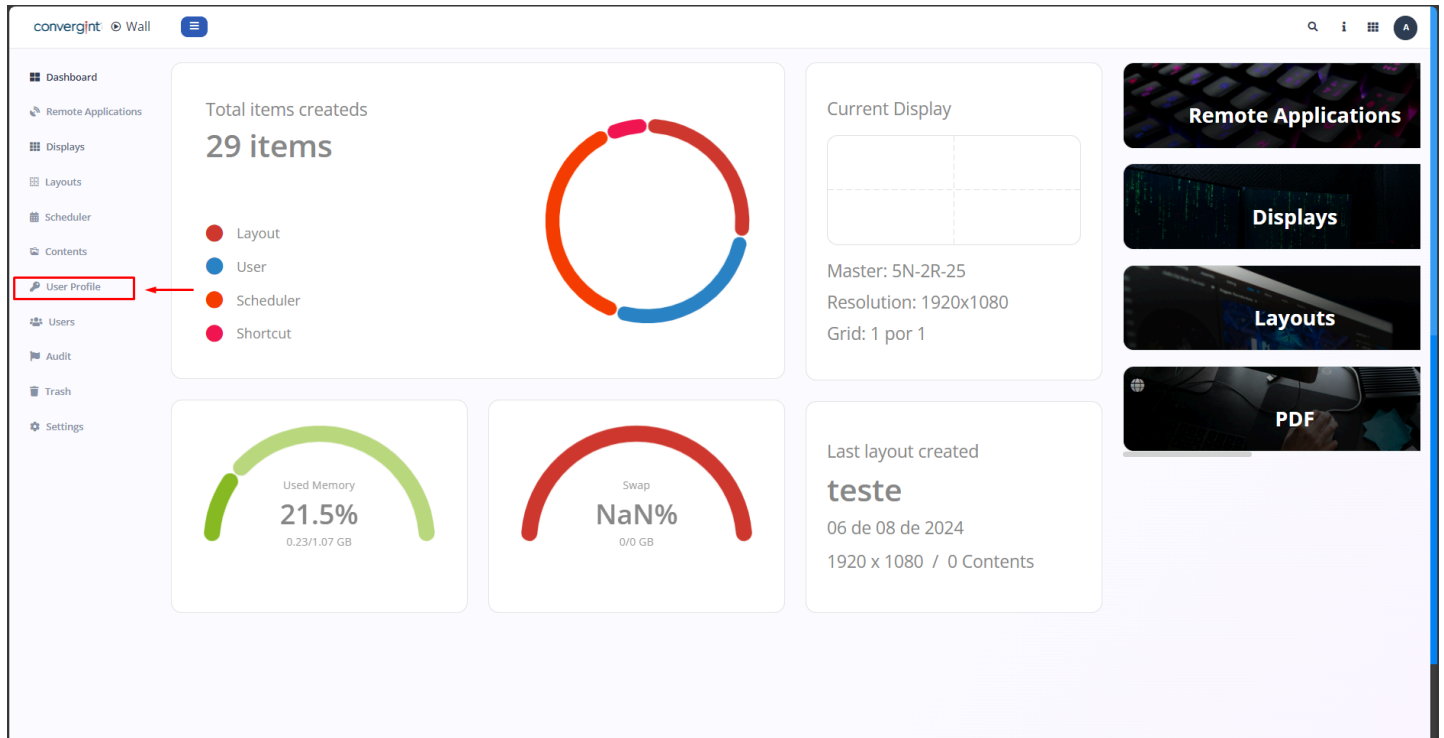 convergint Wall
A
Dashboard
Remote Applications
Displays
Layouts
Scheduler
Contents
User Profile
Users
Audit
Trash
Settings
Total items createds
29 items
Layout
User
Scheduler
Shortcut
Current Display
Master: 5N-2R-25
Resolution: 1920x1080
Grid: 1 por 1
Remote Applications
Displays
Layouts
PDF
Used Memory
21.5%
0.23/1.07 GB
Swap
NaN%
0/0 GB
Last layout created
teste
06 de 08 de 2024
1920 x 1080 / 0 Contents